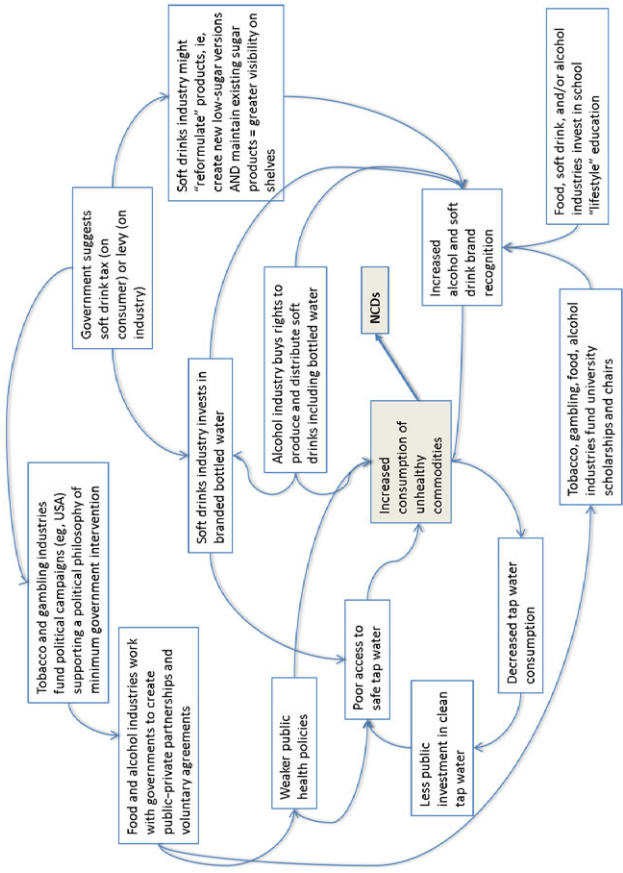 Tobacco and gambling industries
fund political campaigns (eg, USA)
supporting a political philosophy of
minimum government intervention
Government suggests
soft drink tax (on
consumer) or levy (on
industry)
Soft drinks industry might
"reformulate" products, ie,
create new low-sugar versions
AND maintain existing sugar
products = greater visibility on
shelves
Food and alcohol industries work
with governments to create
public–private partnerships and
voluntary agreements
Soft drinks industry invests in
branded bottled water
Alcohol industry buys rights to
produce and distribute soft
drinks including bottled water
Weaker public
health policies
Poor access to
safe tap water
Increased
consumption of
unhealthy
commodities
NCDs
Increased
alcohol and soft
drink brand
recognition
Less public
investment in clean
tap water
Decreased tap water
consumption
Tobacco, gambling, food, alcohol
industries fund university
scholarships and chairs
Food, soft drink, and/or alcohol
industries invest in school
"lifestyle" education